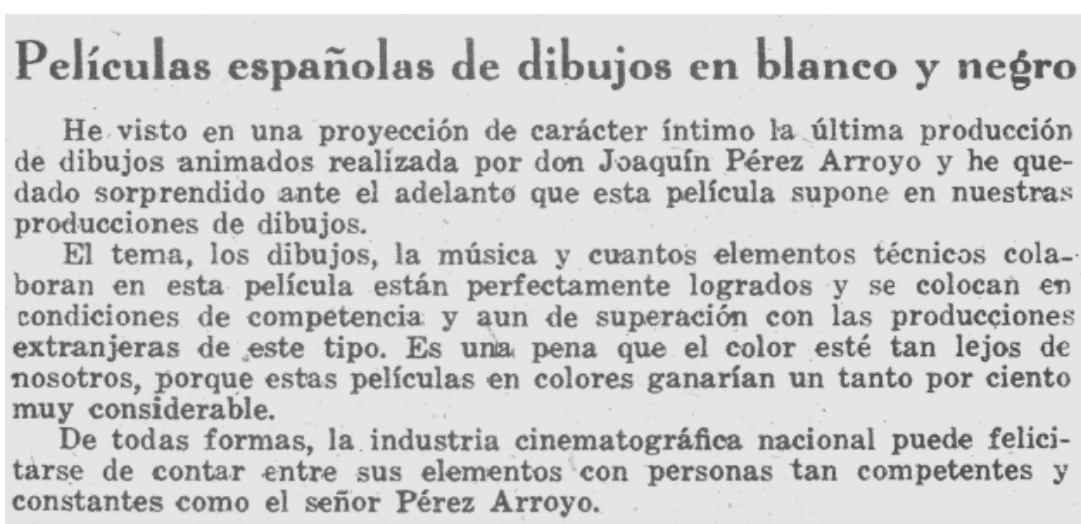 Películas españolas de dibujos en blanco y negro
He visto en una proyección de carácter íntimo la última producción
de dibujos animados realizada por don Joaquín Pérez Arroyo y he que-
dado sorprendido ante el adelanto que esta película supone en nuestras
producciones de dibujos.
El tema, los dibujos, la música y cuantos elementos técnicos cola-
boran en esta película están perfectamente logrados y se colocan en
condiciones de competencia y aun de superación con las producciones
extranjeras de este tipo. Es una pena que el color esté tan lejos de
nosotros, porque estas películas en colores ganarían un tanto por ciento
muy considerable.
De todas formas, la industria cinematográfica nacional puede felici-
tarse de contar entre sus elementos con personas tan competentes y
constantes como el señor Pérez Arroyo.